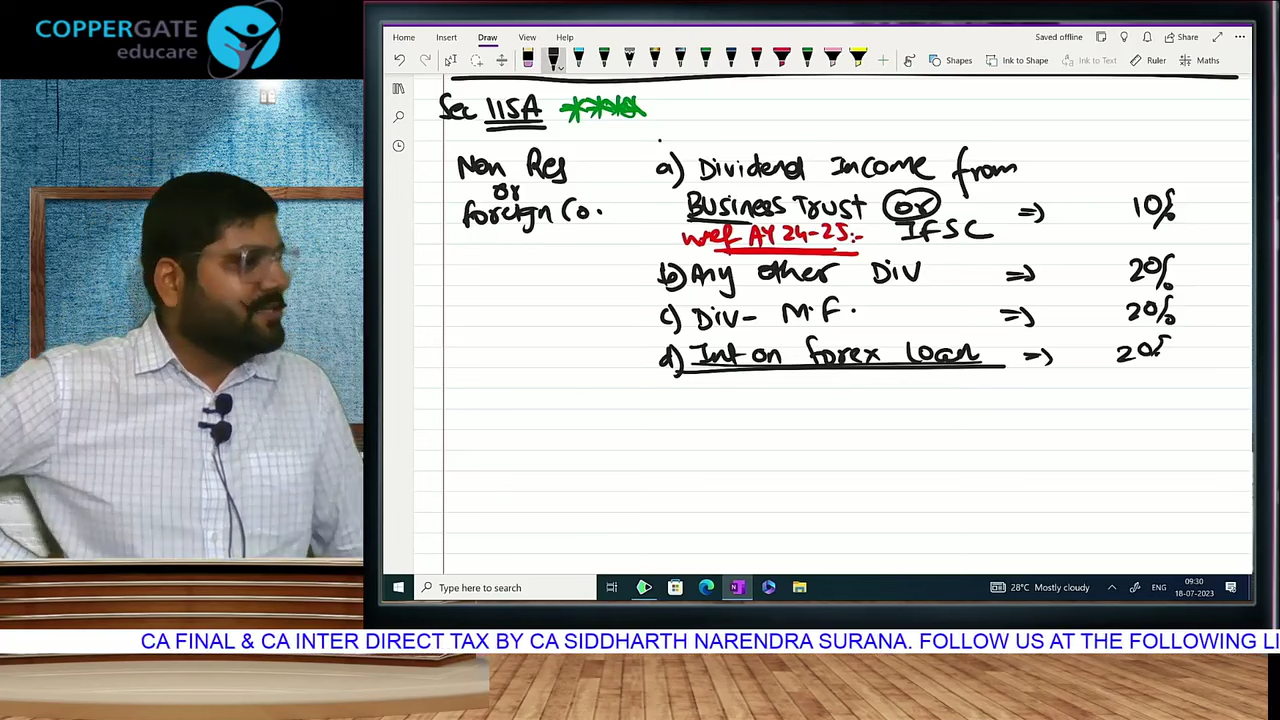 COPPERGATE
educare
Home Insert Draw View Help
Saved offline
Share
Shapes
Ink to Shape
Ink to Text
Ruler
Maths
Sec 115A
Non Res
or
foreign Co.
a) Dividend Income from
Business Trust or IFSC => 10%
wef AY 24-25:-
b) Any other Div => 20%
c) Div- M.F. => 20%
d) Int on forex loan => 20%
Type here to search
28°C Mostly cloudy
ENG
09:30
18-07-2023
CA FINAL & CA INTER DIRECT TAX BY CA SIDDHARTH NARENDRA SURANA. FOLLOW US AT THE FOLLOWING LI